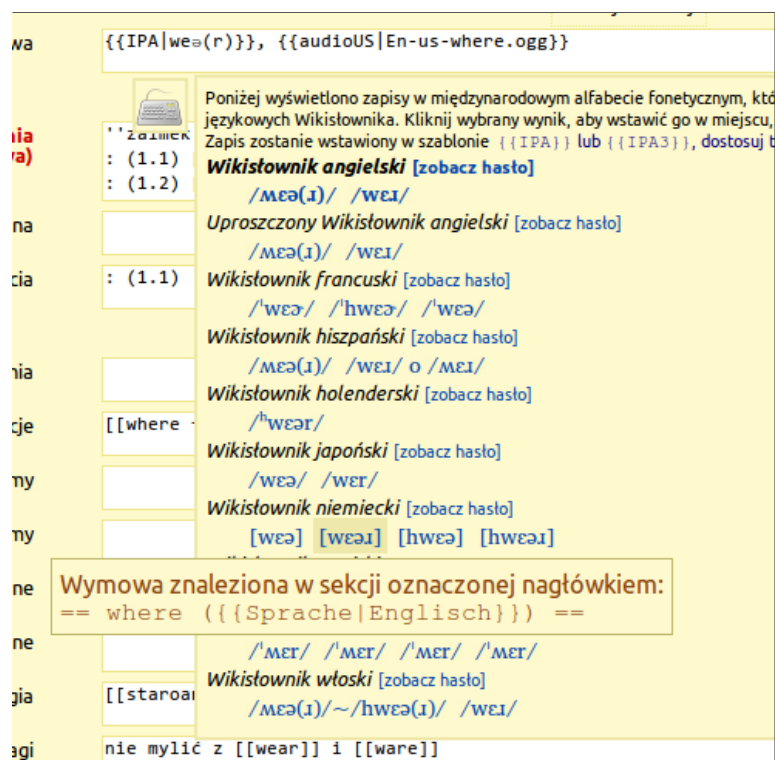 wa
{{IPA|weə(r)}}, {{audioUS|En-us-where.ogg}}
Poniżej wyświetlono zapisy w międzynarodowym alfabecie fonetycznym, któ
językowych Wikisłownika. Kliknij wybrany wynik, aby wstawić go w miejscu,
Zapis zostanie wstawiony w szablonie {{IPA}} lub {{IPA3}}, dostosuj t
nia
wa)
''zaimek
: (1.1)
: (1.2)
Wikisłownik angielski [zobacz hasło]
/ʍɛə(ɹ)/ /wɛɹ/
Uproszczony Wikisłownik angielski [zobacz hasło]
na
/ʍɛə(ɹ)/ /wɛɹ/
cia
: (1.1)
Wikisłownik francuski [zobacz hasło]
/ˈwɛɚ/ /ˈhwɛɚ/ /ˈwɛə/
Wikisłownik hiszpański [zobacz hasło]
/ʍɛə(ɹ)/ /wɛɹ/ o /ʍɛɹ/
nia
Wikisłownik holenderski [zobacz hasło]
cje
[[where
/ʰwɛər/
Wikisłownik japoński [zobacz hasło]
my
/wɛə/ /wɛr/
Wikisłownik niemiecki [zobacz hasło]
my
[wɛə] [wɛəɹ] [hwɛə] [hwɛəɹ]
ne
Wymowa znaleziona w sekcji oznaczonej nagłówkiem:
== where ({{Sprache|Englisch}}) ==
ne
/ˈʍɛr/ /ˈʍɛr/ /ˈʍɛr/ /ˈʍɛr/
Wikisłownik włoski [zobacz hasło]
gia
[[staroan
/ʍɛə(ɹ)/~/hwɛə(ɹ)/ /wɛɹ/
agi
nie mylić z [[wear]] i [[ware]]